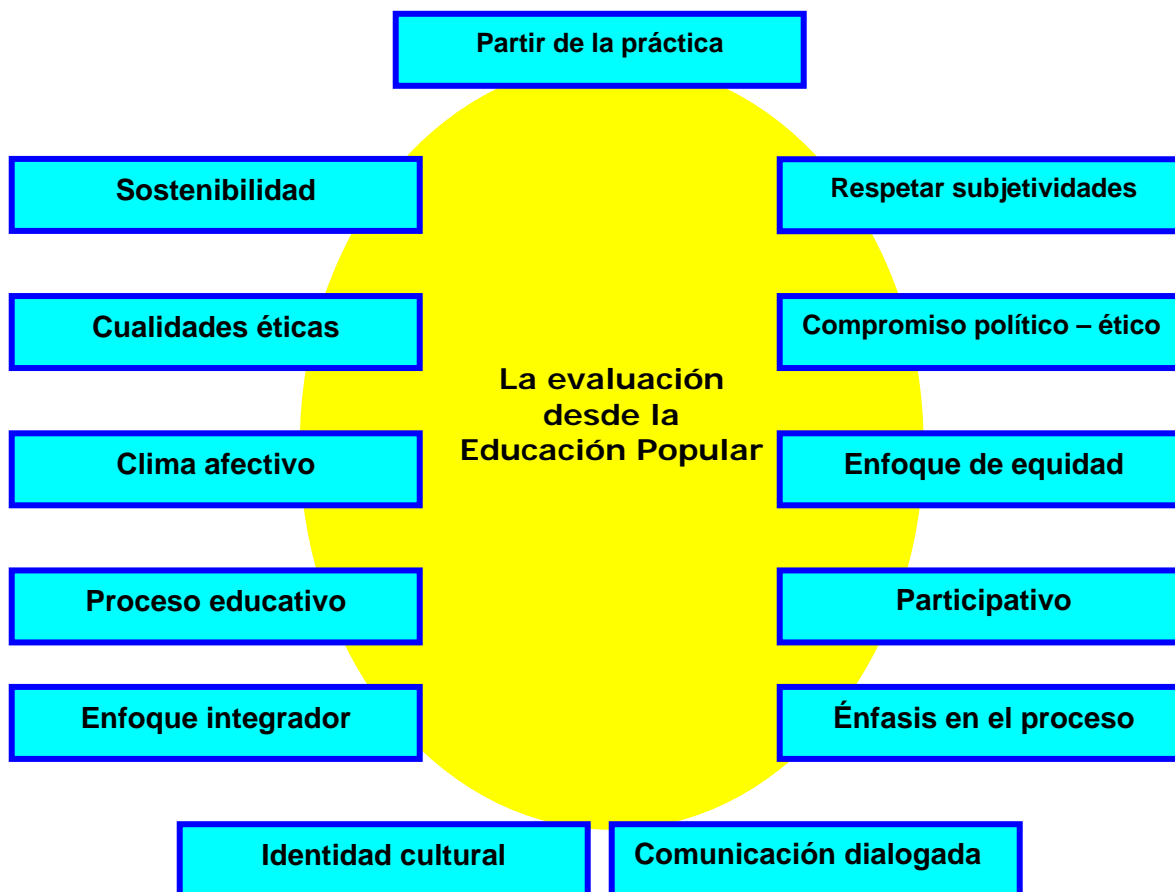 Partir de la práctica
Sostenibilidad
Respetar subjetividades
Cualidades éticas
Compromiso político – ético
La evaluación
desde la
Educación Popular
Clima afectivo
Enfoque de equidad
Proceso educativo
Participativo
Enfoque integrador
Énfasis en el proceso
Identidad cultural
Comunicación dialogada